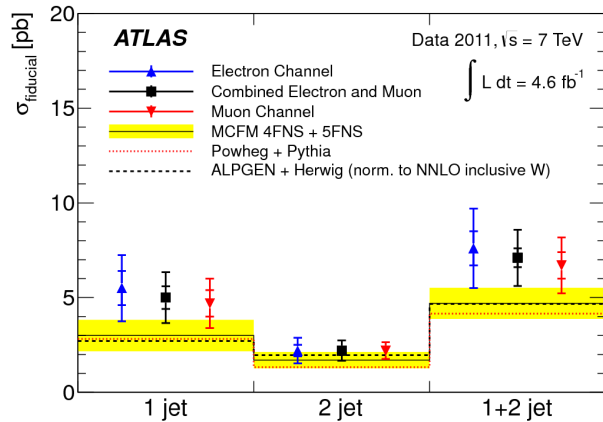 σfiducial [pb]
ATLAS
Data 2011, √s = 7 TeV
∫ L dt = 4.6 fb⁻¹
Electron Channel
Combined Electron and Muon
Muon Channel
MCFM 4FNS + 5FNS
Powheg + Pythia
ALPGEN + Herwig (norm. to NNLO inclusive W)
20
15
10
5
0
1 jet
2 jet
1+2 jet